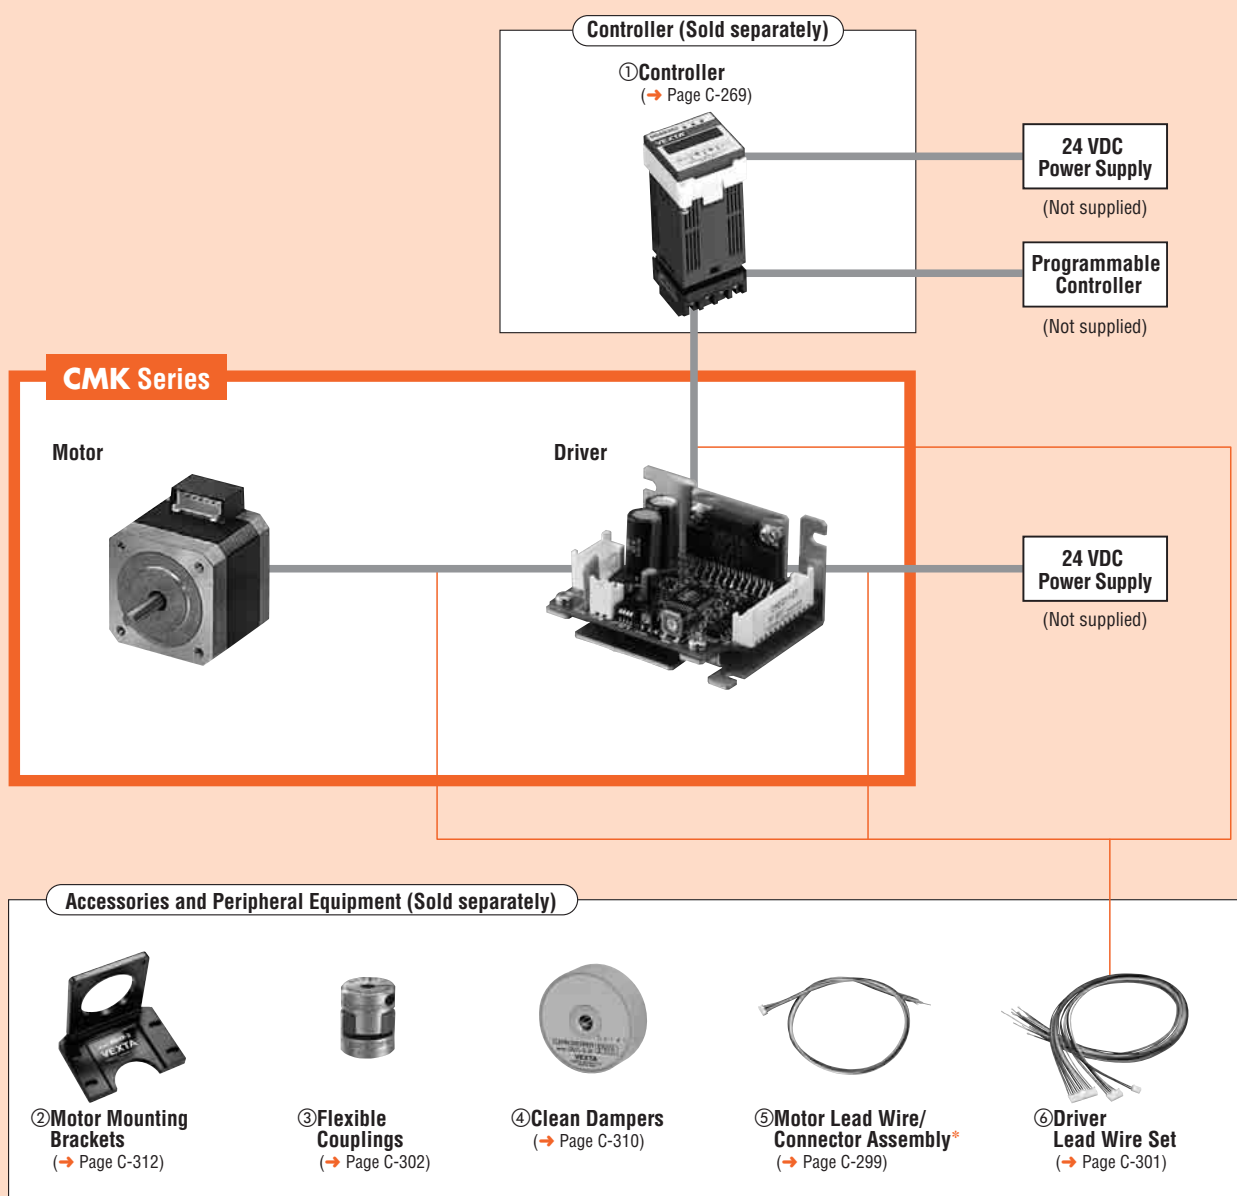 Controller (Sold separately)
①Controller
(➜ Page C-269)
VEXTA
24 VDC
Power Supply
(Not supplied)
Programmable
Controller
(Not supplied)
CMK Series
Motor
Driver
24 VDC
Power Supply
(Not supplied)
Accessories and Peripheral Equipment (Sold separately)
VEXTA
VEXTA
②Motor Mounting
Brackets
(➜ Page C-312)
③Flexible
Couplings
(➜ Page C-302)
④Clean Dampers
(➜ Page C-310)
⑤Motor Lead Wire/
Connector Assembly*
(➜ Page C-299)
⑥Driver
Lead Wire Set
(➜ Page C-301)